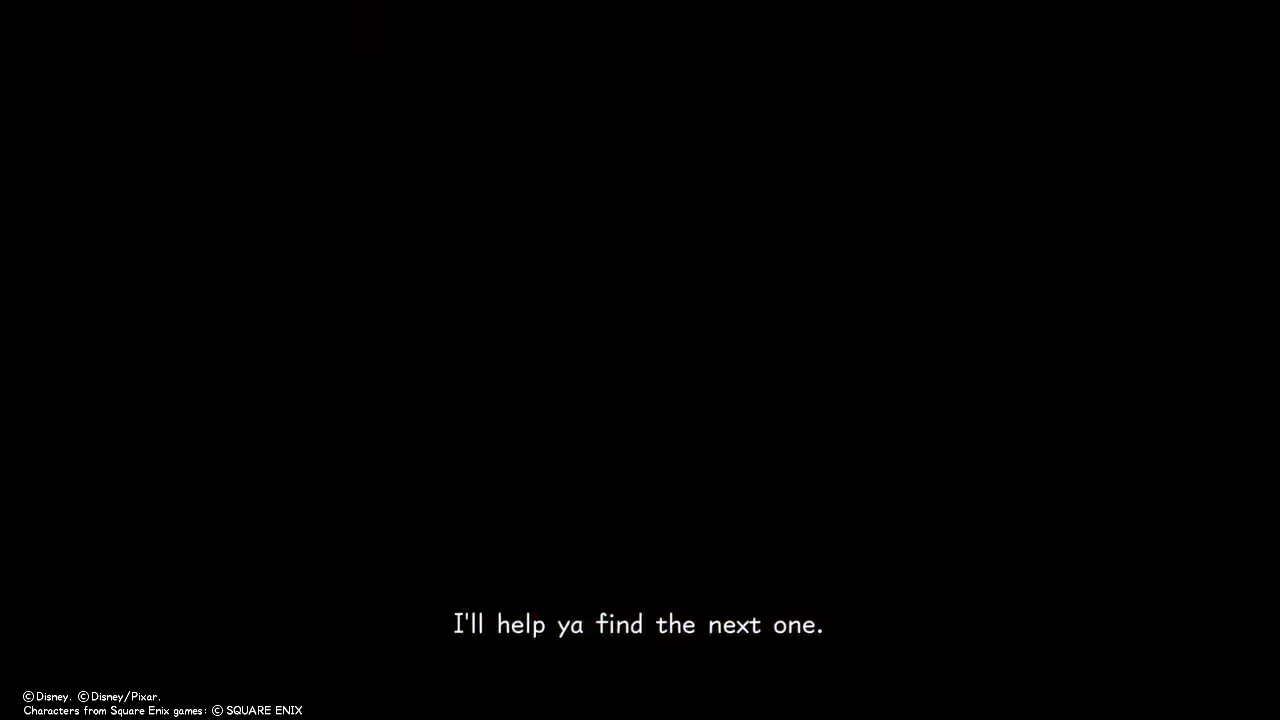 I'll help ya find the next one.
©Disney. ©Disney/Pixar.
Characters from Square Enix games: © SQUARE ENIX